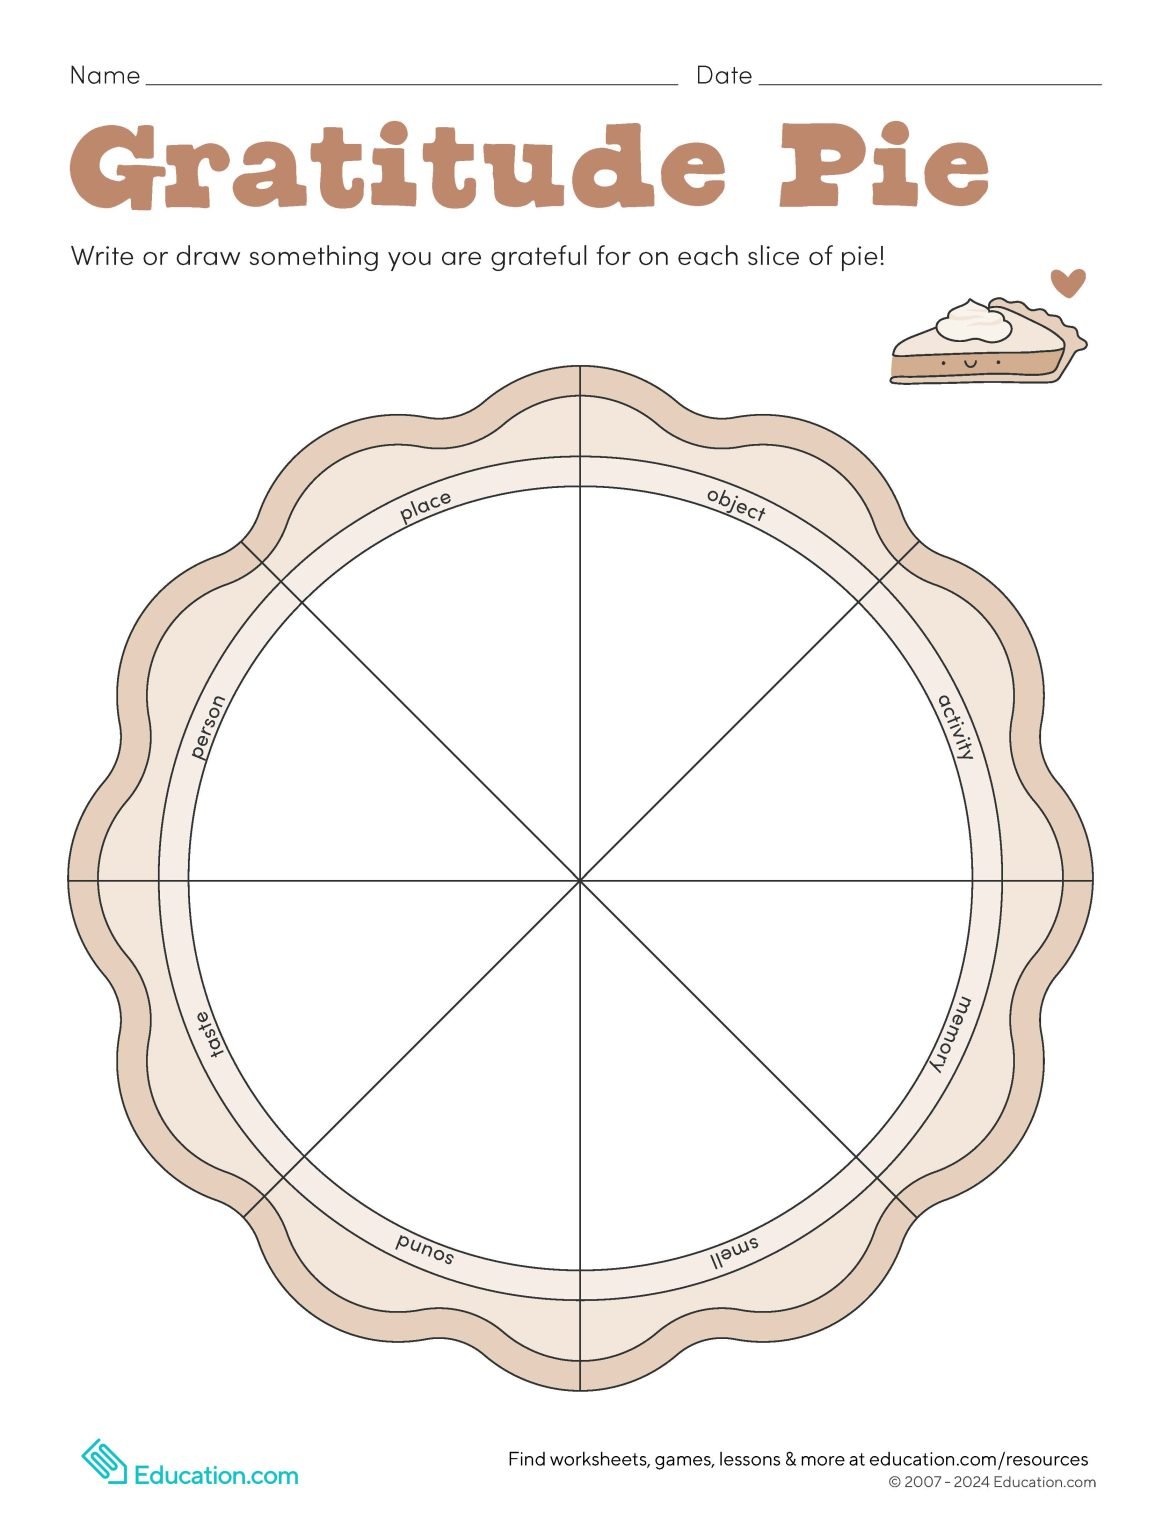 Name Date
Gratitude Pie
Write or draw something you are grateful for on each slice of pie!
place
object
person
activity
taste
memory
sound
smell
Education.com
Find worksheets, games, lessons & more at education.com/resources
© 2007 - 2024 Education.com